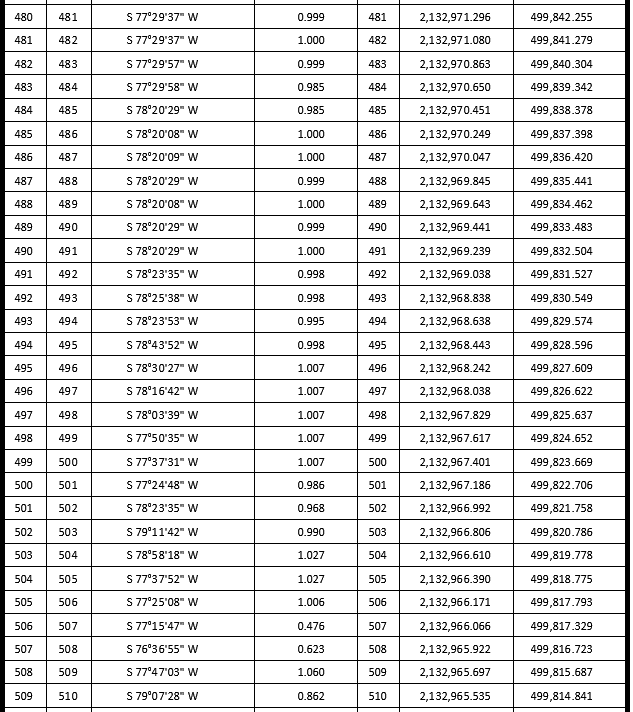 480 481 S 77°29'37" W 0.999 481 2,132,971.296 499,842.255
481 482 S 77°29'37" W 1.000 482 2,132,971.080 499,841.279
482 483 S 77°29'57" W 0.999 483 2,132,970.863 499,840.304
483 484 S 77°29'58" W 0.985 484 2,132,970.650 499,839.342
484 485 S 78°20'29" W 0.985 485 2,132,970.451 499,838.378
485 486 S 78°20'08" W 1.000 486 2,132,970.249 499,837.398
486 487 S 78°20'09" W 1.000 487 2,132,970.047 499,836.420
487 488 S 78°20'29" W 0.999 488 2,132,969.845 499,835.441
488 489 S 78°20'08" W 1.000 489 2,132,969.643 499,834.462
489 490 S 78°20'29" W 0.999 490 2,132,969.441 499,833.483
490 491 S 78°20'29" W 1.000 491 2,132,969.239 499,832.504
491 492 S 78°23'35" W 0.998 492 2,132,969.038 499,831.527
492 493 S 78°25'38" W 0.998 493 2,132,968.838 499,830.549
493 494 S 78°23'53" W 0.995 494 2,132,968.638 499,829.574
494 495 S 78°43'52" W 0.998 495 2,132,968.443 499,828.596
495 496 S 78°30'27" W 1.007 496 2,132,968.242 499,827.609
496 497 S 78°16'42" W 1.007 497 2,132,968.038 499,826.622
497 498 S 78°03'39" W 1.007 498 2,132,967.829 499,825.637
498 499 S 77°50'35" W 1.007 499 2,132,967.617 499,824.652
499 500 S 77°37'31" W 1.007 500 2,132,967.401 499,823.669
500 501 S 77°24'48" W 0.986 501 2,132,967.186 499,822.706
501 502 S 78°23'35" W 0.968 502 2,132,966.992 499,821.758
502 503 S 79°11'42" W 0.990 503 2,132,966.806 499,820.786
503 504 S 78°58'18" W 1.027 504 2,132,966.610 499,819.778
504 505 S 77°37'52" W 1.027 505 2,132,966.390 499,818.775
505 506 S 77°25'08" W 1.006 506 2,132,966.171 499,817.793
506 507 S 77°15'47" W 0.476 507 2,132,966.066 499,817.329
507 508 S 76°36'55" W 0.623 508 2,132,965.922 499,816.723
508 509 S 77°47'03" W 1.060 509 2,132,965.697 499,815.687
509 510 S 79°07'28" W 0.862 510 2,132,965.535 499,814.841